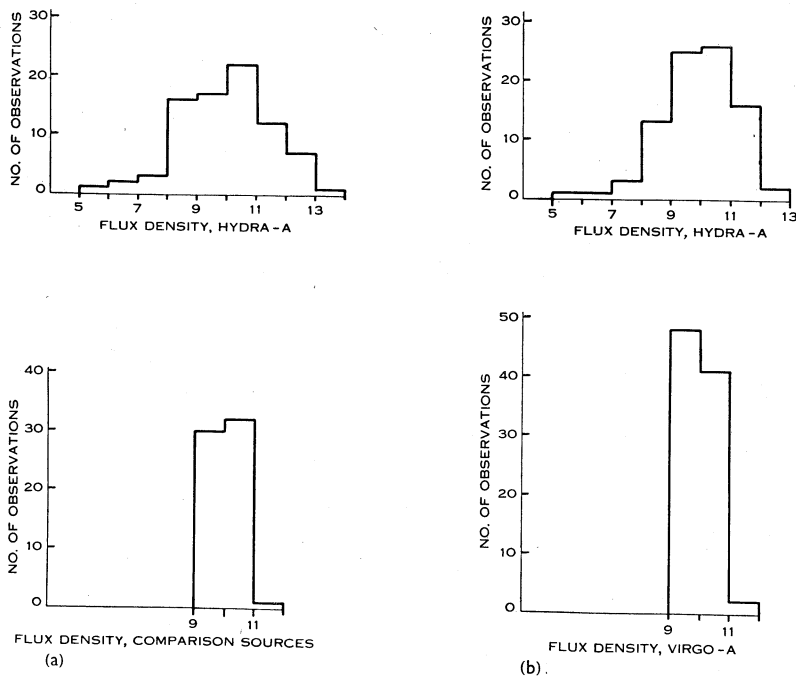 NO. OF OBSERVATIONS
30
20
10
0
5 7 9 11 13
FLUX DENSITY, HYDRA-A
NO. OF OBSERVATIONS
30
20
10
0
5 7 9 11 13
FLUX DENSITY, HYDRA-A
NO. OF OBSERVATIONS
40
30
20
10
0
9 11
FLUX DENSITY, COMPARISON SOURCES
(a)
NO. OF OBSERVATIONS
50
40
30
20
10
0
9 11
FLUX DENSITY, VIRGO-A
(b).